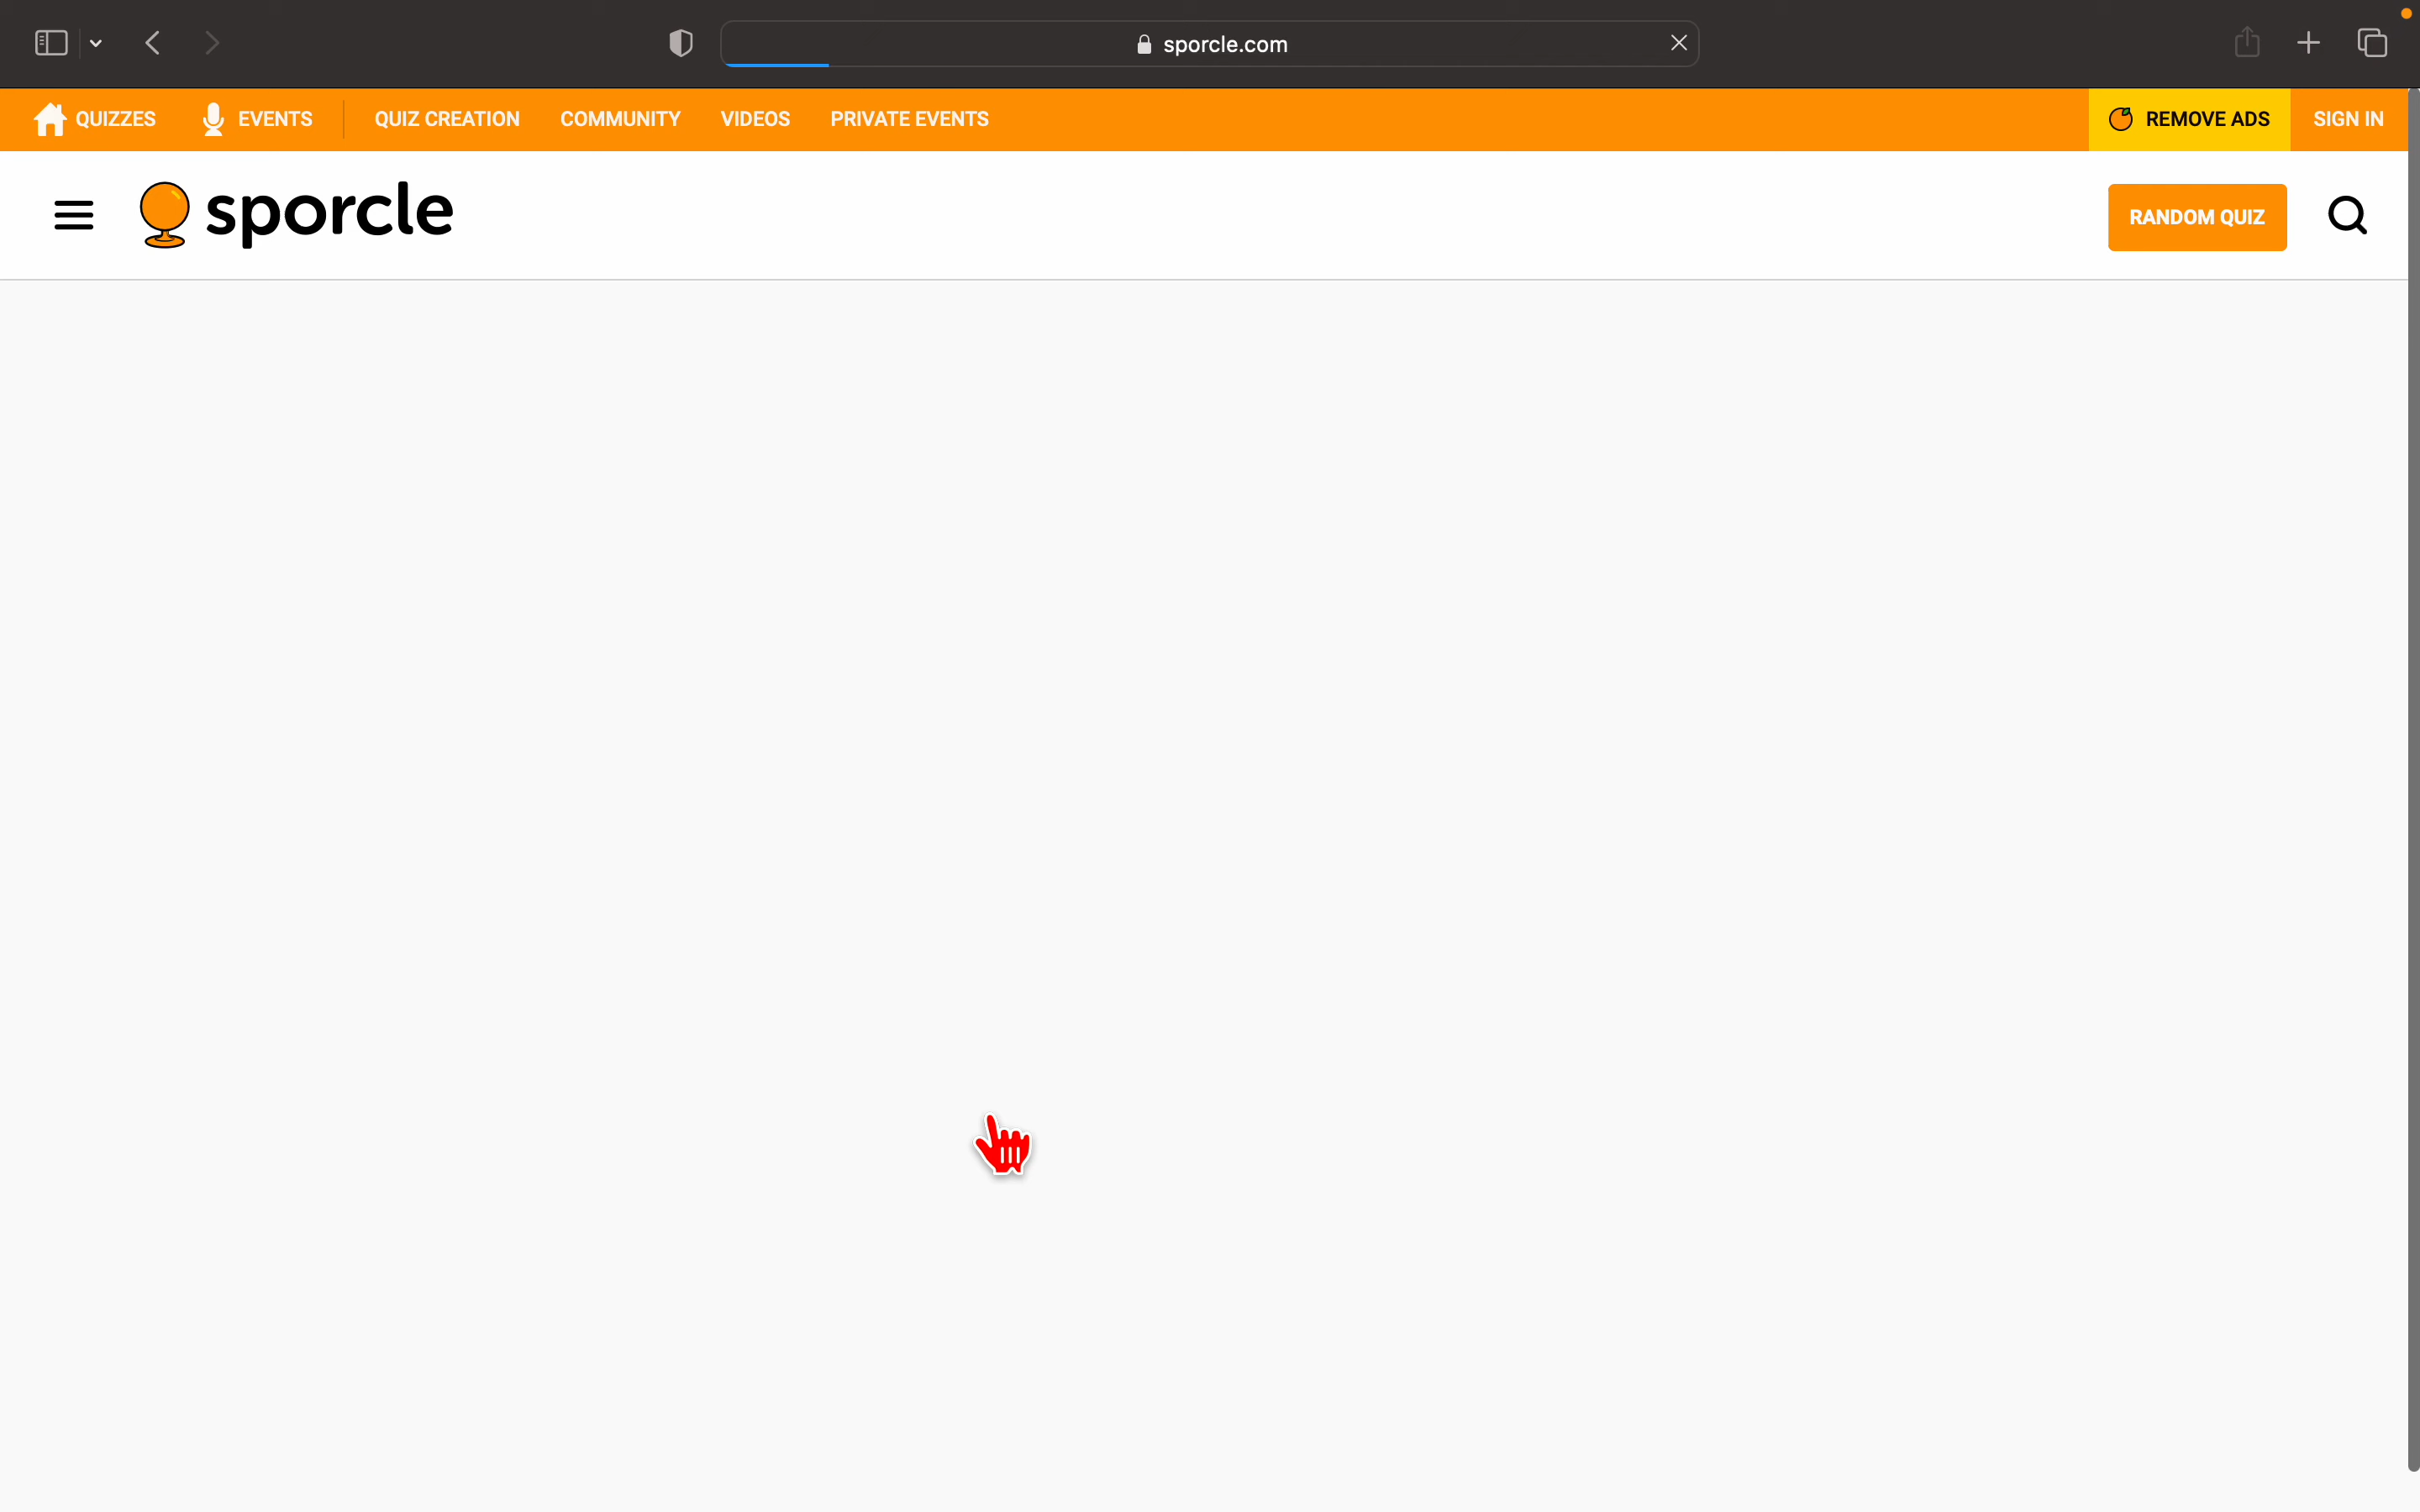 sporcle.com
QUIZZES EVENTS QUIZ CREATION COMMUNITY VIDEOS PRIVATE EVENTS REMOVE ADS SIGN IN
sporcle RANDOM QUIZ